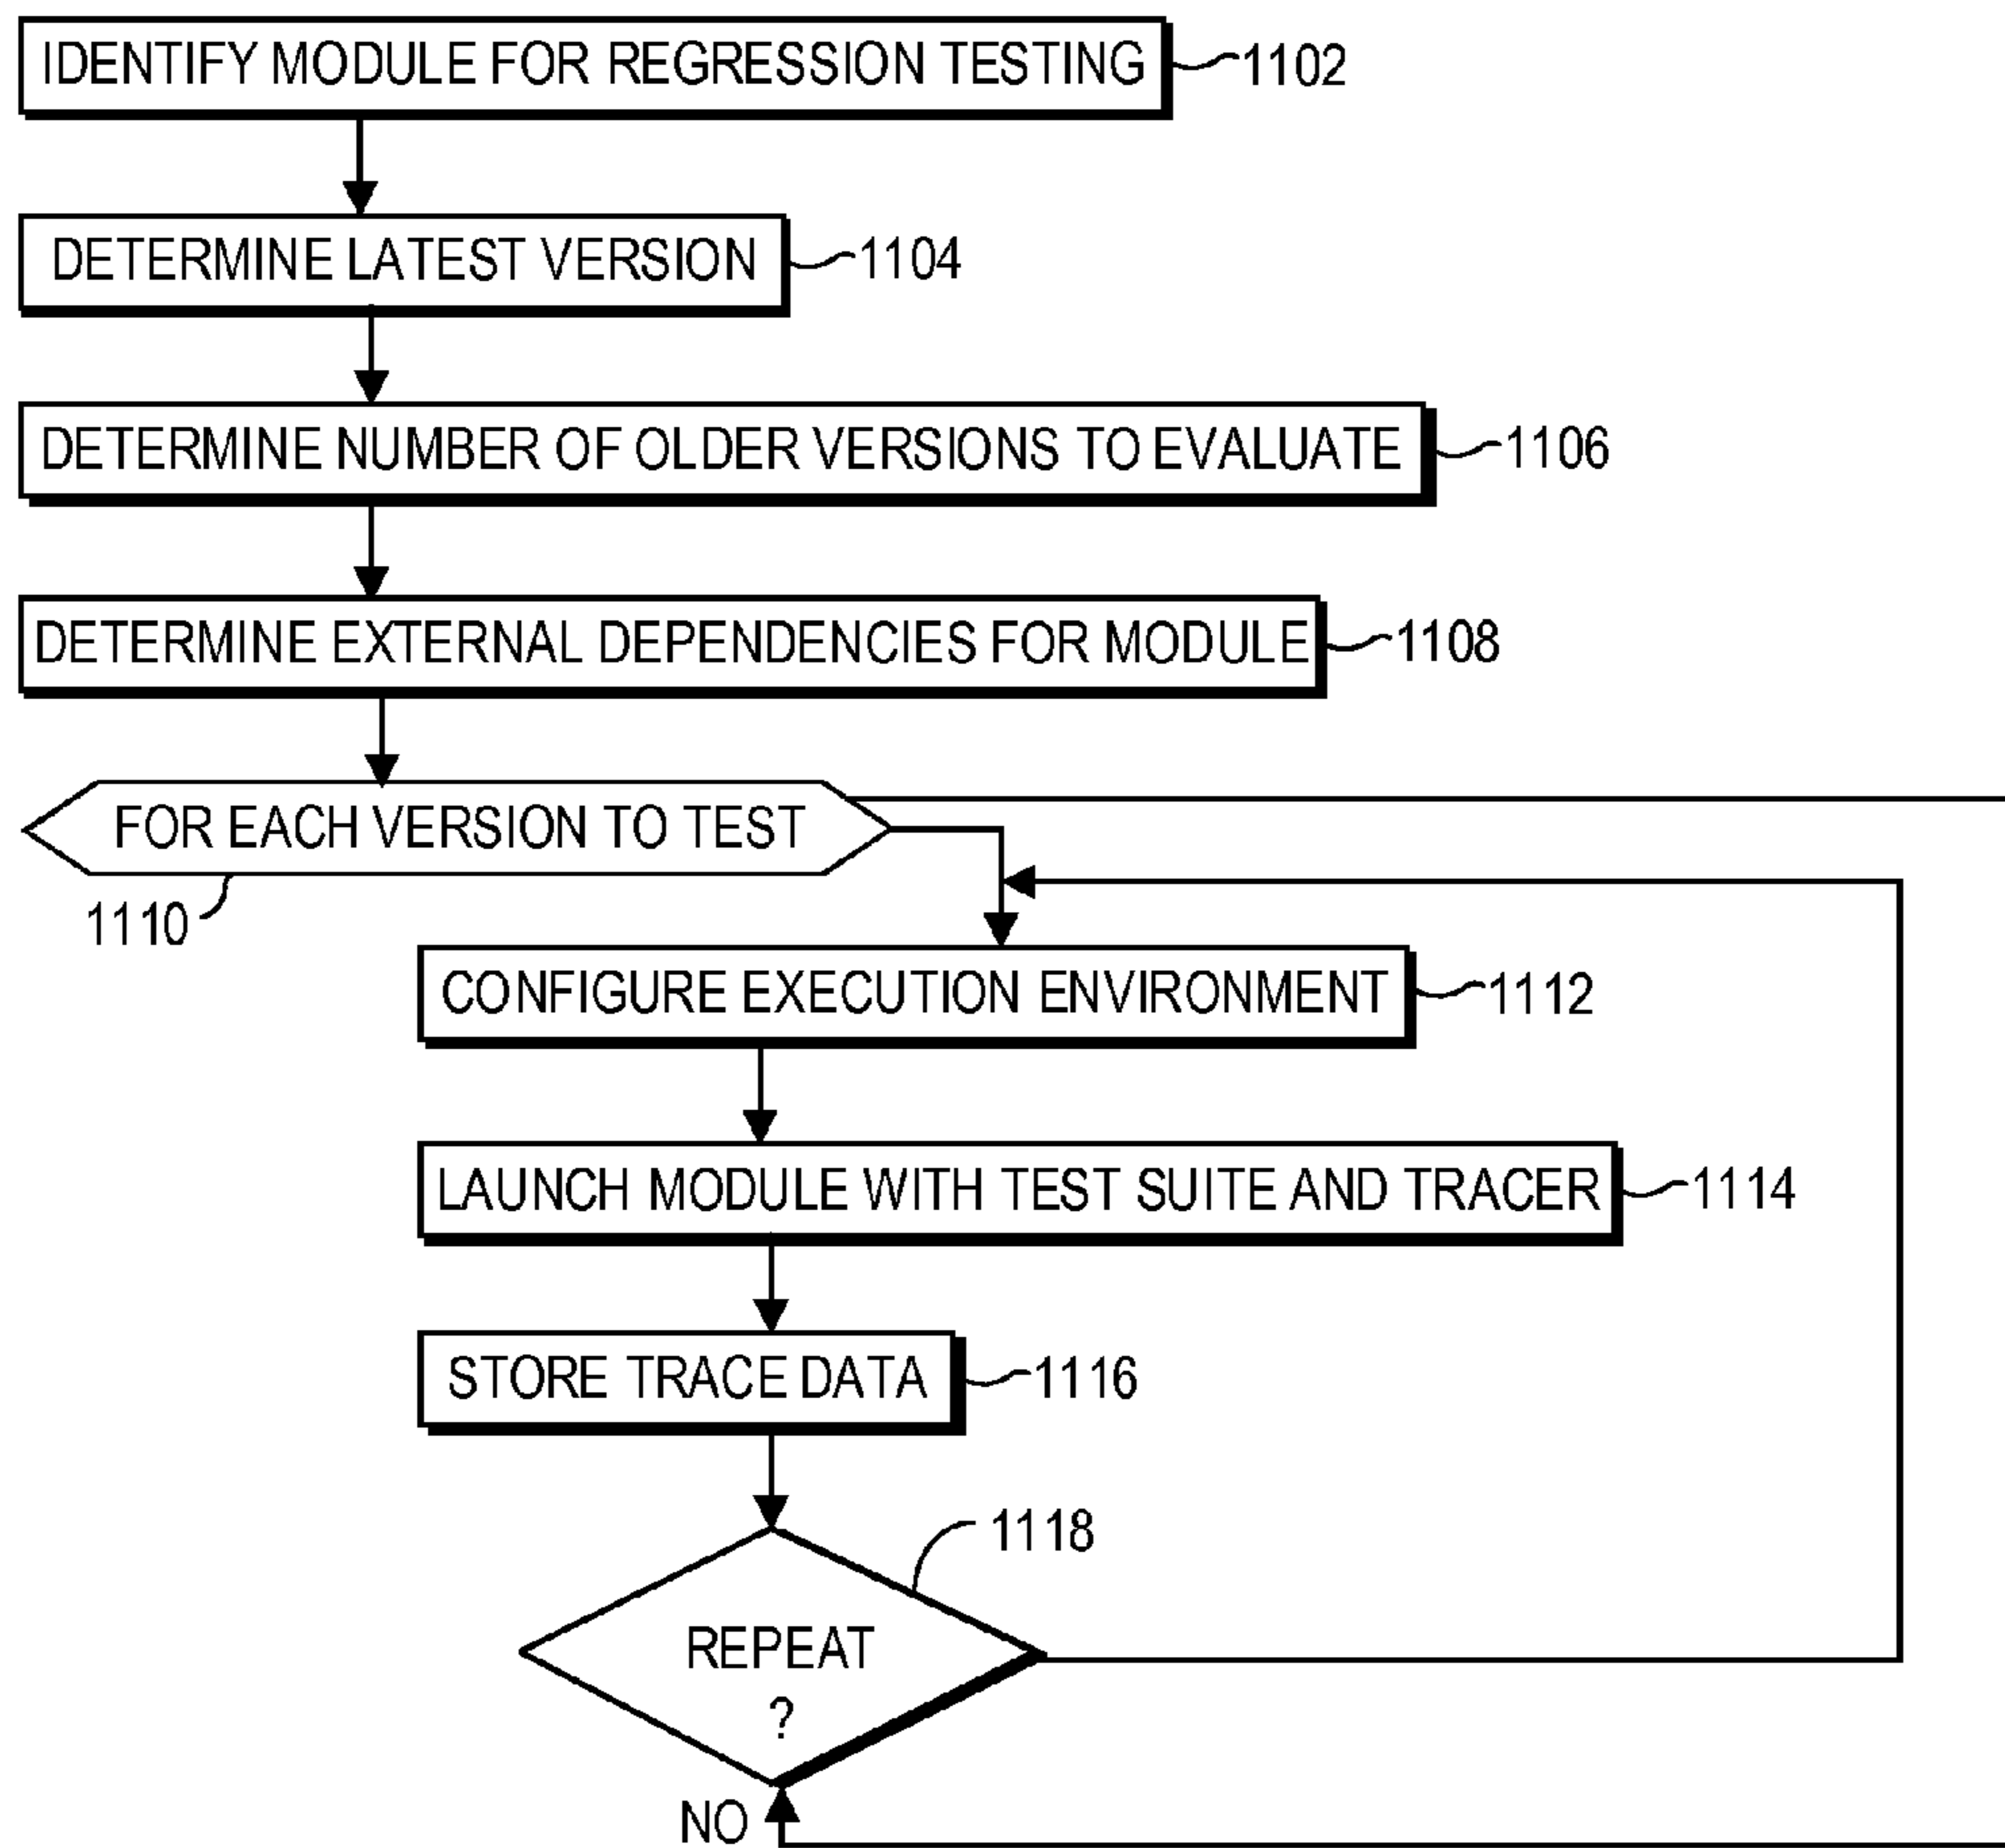 IDENTIFY MODULE FOR REGRESSION TESTING
1102
DETERMINE LATEST VERSION
1104
DETERMINE NUMBER OF OLDER VERSIONS TO EVALUATE
1106
DETERMINE EXTERNAL DEPENDENCIES FOR MODULE
1108
FOR EACH VERSION TO TEST
1110
CONFIGURE EXECUTION ENVIRONMENT
1112
LAUNCH MODULE WITH TEST SUITE AND TRACER
1114
STORE TRACE DATA
1116
1118
REPEAT
?
NO